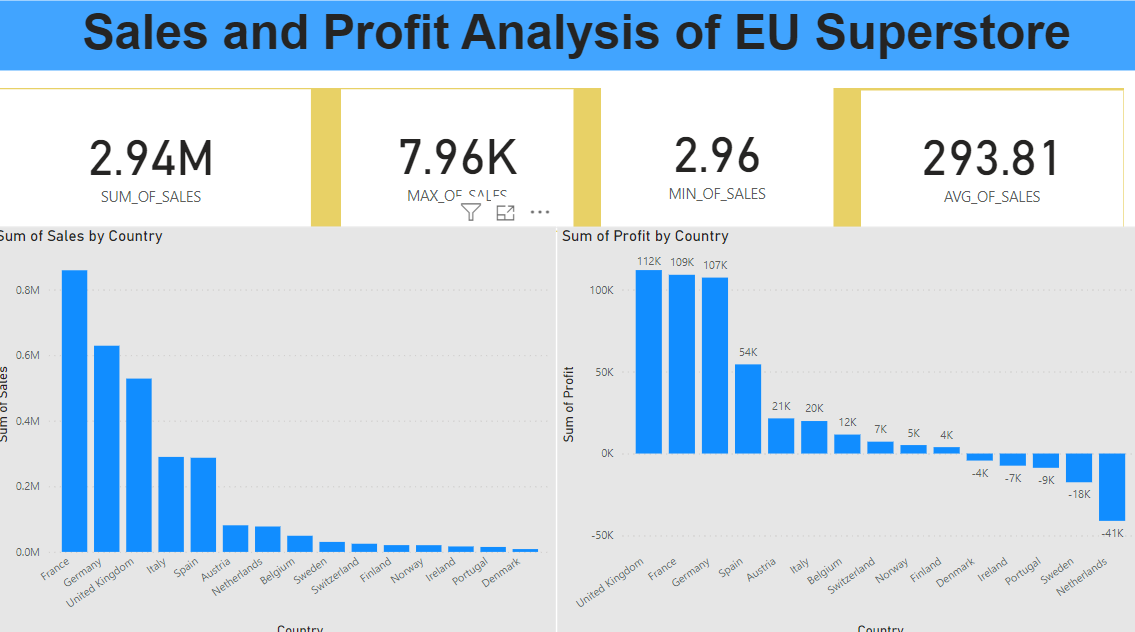 Sales and Profit Analysis of EU Superstore
2.94M
SUM_OF_SALES
7.96K
MAX_OF_SALES
2.96
MIN_OF_SALES
293.81
AVG_OF_SALES
Sum of Sales by Country
Sum of Sales
0.8M
0.6M
0.4M
0.2M
0.0M
France
Germany
United Kingdom
Italy
Spain
Austria
Netherlands
Belgium
Sweden
Switzerland
Finland
Norway
Ireland
Portugal
Denmark
Country
Sum of Profit by Country
Sum of Profit
100K
50K
0K
-50K
112K
109K
107K
54K
21K
20K
12K
7K
5K
4K
-4K
-7K
-9K
-18K
-41K
United Kingdom
France
Germany
Spain
Austria
Italy
Belgium
Switzerland
Norway
Finland
Denmark
Ireland
Portugal
Sweden
Netherlands
Country